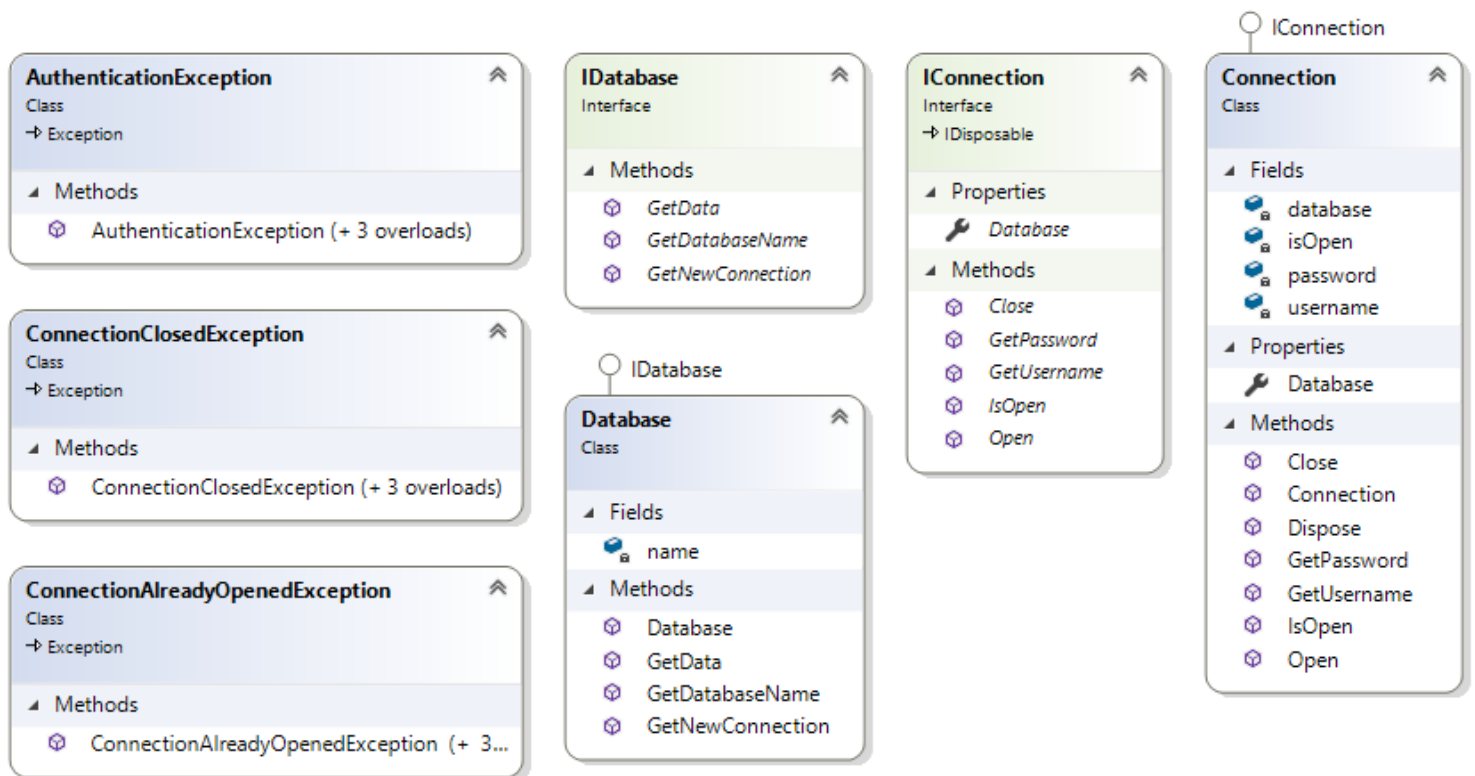 AuthenticationException
Class
Exception
Methods
AuthenticationException (+ 3 overloads)
ConnectionClosedException
Class
Exception
Methods
ConnectionClosedException (+ 3 overloads)
ConnectionAlreadyOpenedException
Class
Exception
Methods
ConnectionAlreadyOpenedException (+ 3...
IDatabase
Interface
Methods
GetData
GetDatabaseName
GetNewConnection
IDatabase
Database
Class
Fields
name
Methods
Database
GetData
GetDatabaseName
GetNewConnection
IConnection
Interface
IDisposable
Properties
Database
Methods
Close
GetPassword
GetUsername
IsOpen
Open
IConnection
Connection
Class
Fields
database
isOpen
password
username
Properties
Database
Methods
Close
Connection
Dispose
GetPassword
GetUsername
IsOpen
Open